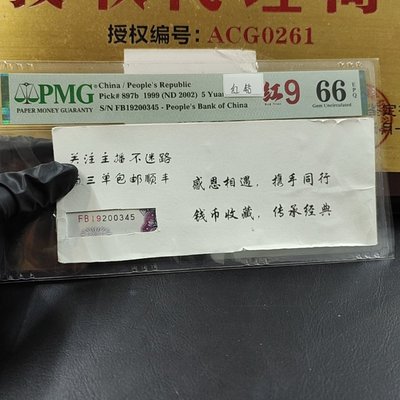 授权编号：ACG0261
PMG
PAPER MONEY GUARANTY
China / People's Republic
Pick# 897b 1999 (ND 2002) 5 Yuan
S/N FB19200345 - People's Bank of China
红9
66 EPQ
Gem Uncirculated
关注主播不迷路
三单包邮顺丰
FB19200345
感恩相遇，携手同行
钱币收藏，传承经典